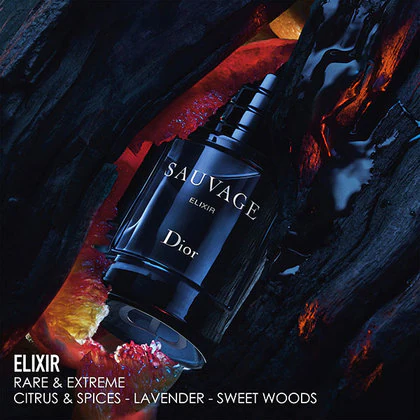 SAUVAGE
ELIXIR
Dior
ELIXIR
RARE & EXTREME
CITRUS & SPICES - LAVENDER - SWEET WOODS